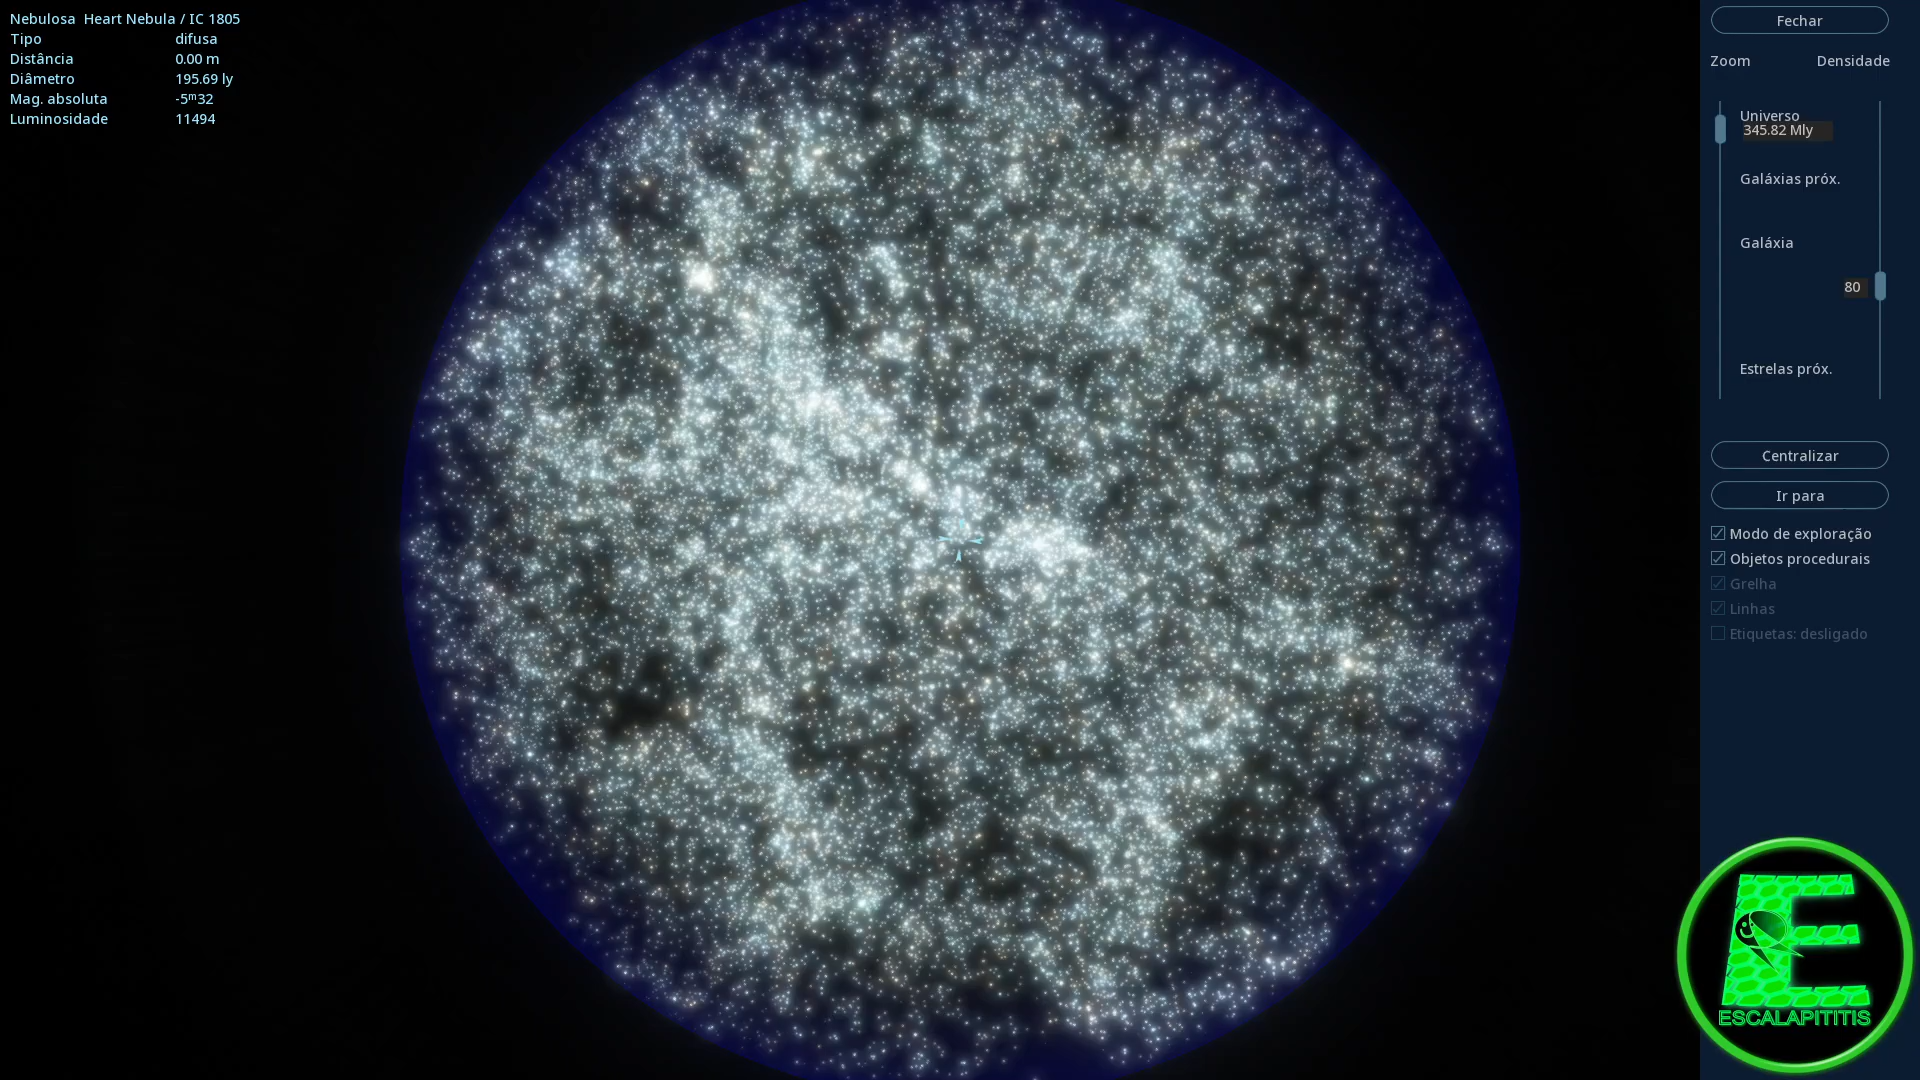 Nebulosa Heart Nebula / IC 1805
Tipo difusa
Distância 0.00 m
Diâmetro 195.69 ly
Mag. absoluta -5ᵐ32
Luminosidade 11494
Fechar
Zoom Densidade
Universo
345.82 Mly
Galáxias próx.
Galáxia
80
Estrelas próx.
Centralizar
Ir para
Modo de exploração
Objetos procedurais
Grelha
Linhas
Etiquetas: desligado
E
ESCALAPITITIS